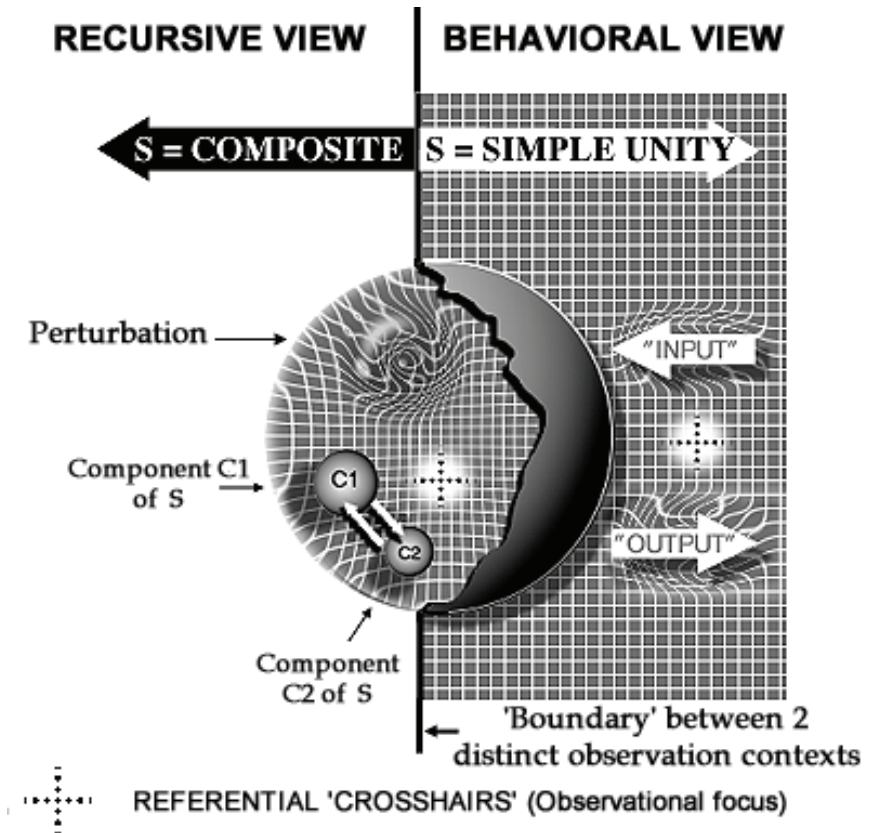 RECURSIVE VIEW
BEHAVIORAL VIEW
S = COMPOSITE
S = SIMPLE UNITY
Perturbation
"INPUT"
Component C1
of S
C1
C2
"OUTPUT"
Component
C2 of S
'Boundary' between 2
distinct observation contexts
REFERENTIAL 'CROSSHAIRS' (Observational focus)